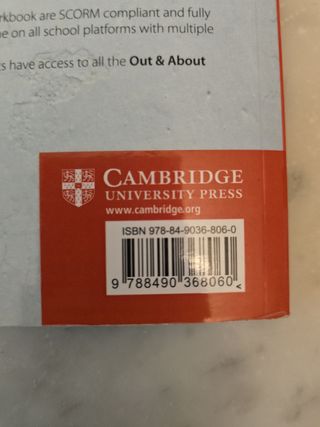 rkbook are SCORM compliant and fully
e on all school platforms with multiple
s have access to all the Out & About
CAMBRIDGE
UNIVERSITY PRESS
www.cambridge.org
ISBN 978-84-9036-806-0
9 788490 368060 <